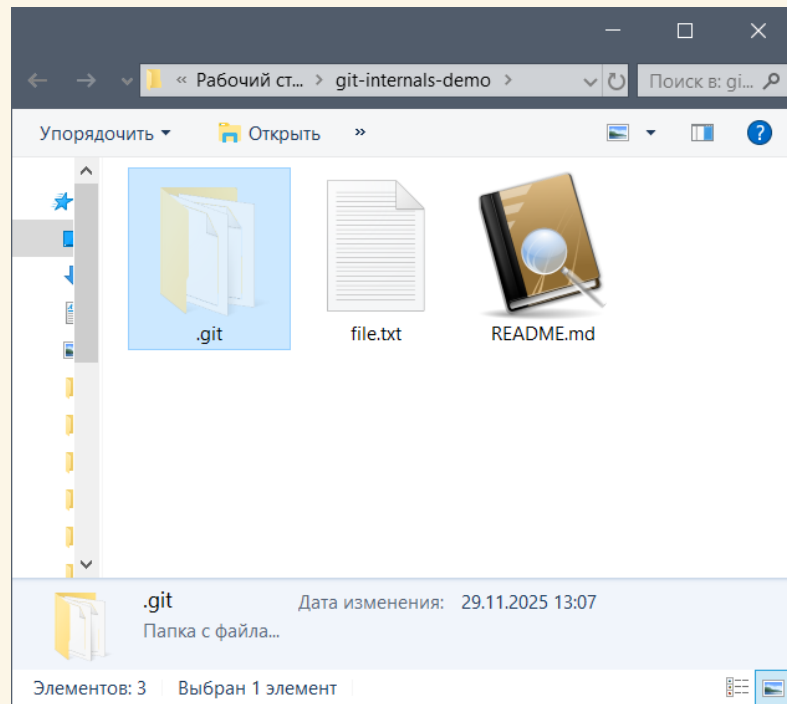 « Рабочий ст... > git-internals-demo >
Поиск в: gi...
Упорядочить
Открыть
»
?
.git
file.txt
README.md
.git
Дата изменения: 29.11.2025 13:07
Папка с файла...
Элементов: 3
Выбран 1 элемент